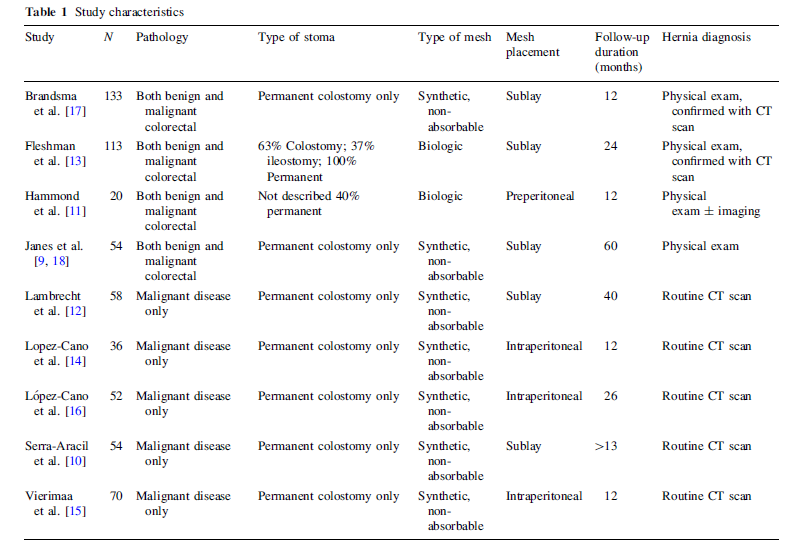 Table 1 Study characteristics
Study N Pathology Type of stoma Type of mesh Mesh placement Follow-up duration (months) Hernia diagnosis
Brandsma et al. [17] 133 Both benign and malignant colorectal Permanent colostomy only Synthetic, non-absorbable Sublay 12 Physical exam, confirmed with CT scan
Fleshman et al. [13] 113 Both benign and malignant colorectal 63% Colostomy; 37% ileostomy; 100% Permanent Biologic Sublay 24 Physical exam, confirmed with CT scan
Hammond et al. [11] 20 Both benign and malignant colorectal Not described 40% permanent Biologic Preperitoneal 12 Physical exam ± imaging
Janes et al. [9, 18] 54 Both benign and malignant colorectal Permanent colostomy only Synthetic, non-absorbable Sublay 60 Physical exam
Lambrecht et al. [12] 58 Malignant disease only Permanent colostomy only Synthetic, non-absorbable Sublay 40 Routine CT scan
Lopez-Cano et al. [14] 36 Malignant disease only Permanent colostomy only Synthetic, non-absorbable Intraperitoneal 12 Routine CT scan
López-Cano et al. [16] 52 Malignant disease only Permanent colostomy only Synthetic, non-absorbable Intraperitoneal 26 Routine CT scan
Serra-Aracil et al. [10] 54 Malignant disease only Permanent colostomy only Synthetic, non-absorbable Sublay >13 Routine CT scan
Vierimaa et al. [15] 70 Malignant disease only Permanent colostomy only Synthetic, non-absorbable Intraperitoneal 12 Routine CT scan